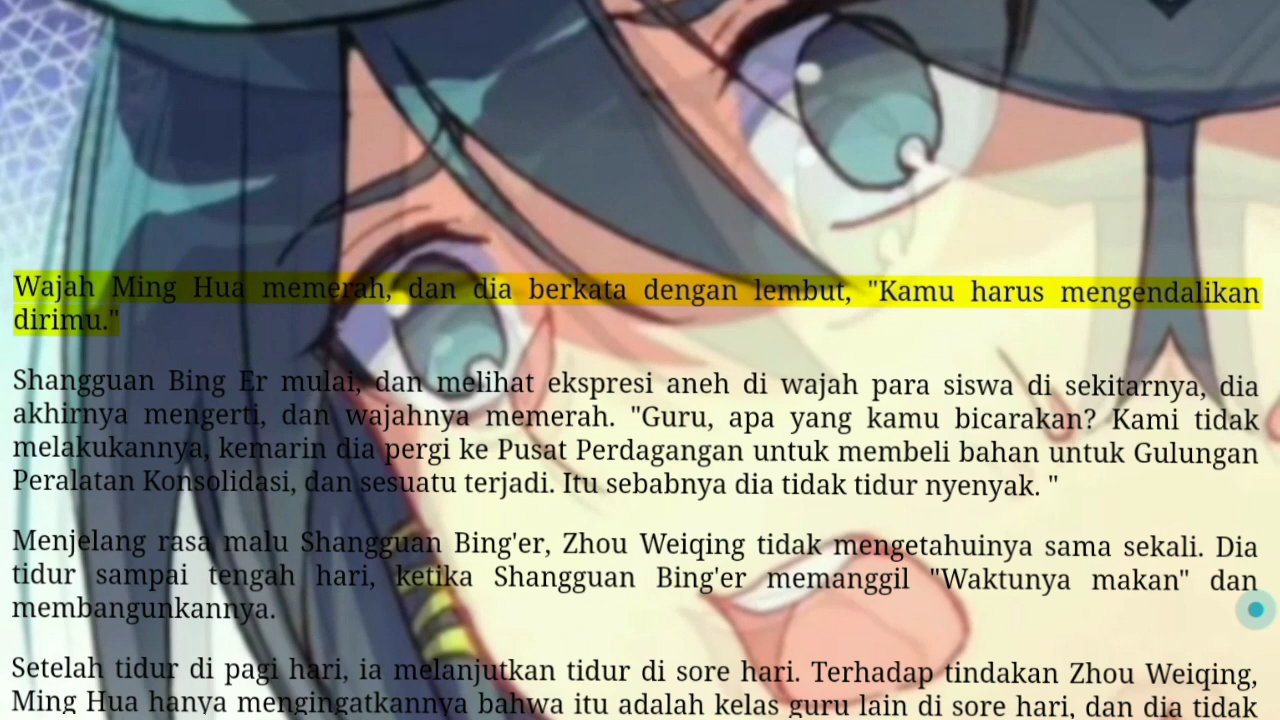 Wajah Ming Hua memerah, dan dia berkata dengan lembut, "Kamu harus mengendalikan
dirimu."
Shangguan Bing Er mulai, dan melihat ekspresi aneh di wajah para siswa di sekitarnya, dia
akhirnya mengerti, dan wajahnya memerah. "Guru, apa yang kamu bicarakan? Kami tidak
melakukannya, kemarin dia pergi ke Pusat Perdagangan untuk membeli bahan untuk Gulungan
Peralatan Konsolidasi, dan sesuatu terjadi. Itu sebabnya dia tidak tidur nyenyak. "
Menjelang rasa malu Shangguan Bing'er, Zhou Weiqing tidak mengetahuinya sama sekali. Dia
tidur sampai tengah hari, ketika Shangguan Bing'er memanggil "Waktunya makan" dan
membangunkannya.
Setelah tidur di pagi hari, ia melanjutkan tidur di sore hari. Terhadap tindakan Zhou Weiqing,
Ming Hua hanya mengingatkannya bahwa itu adalah kelas guru lain di sore hari, dan dia tidak